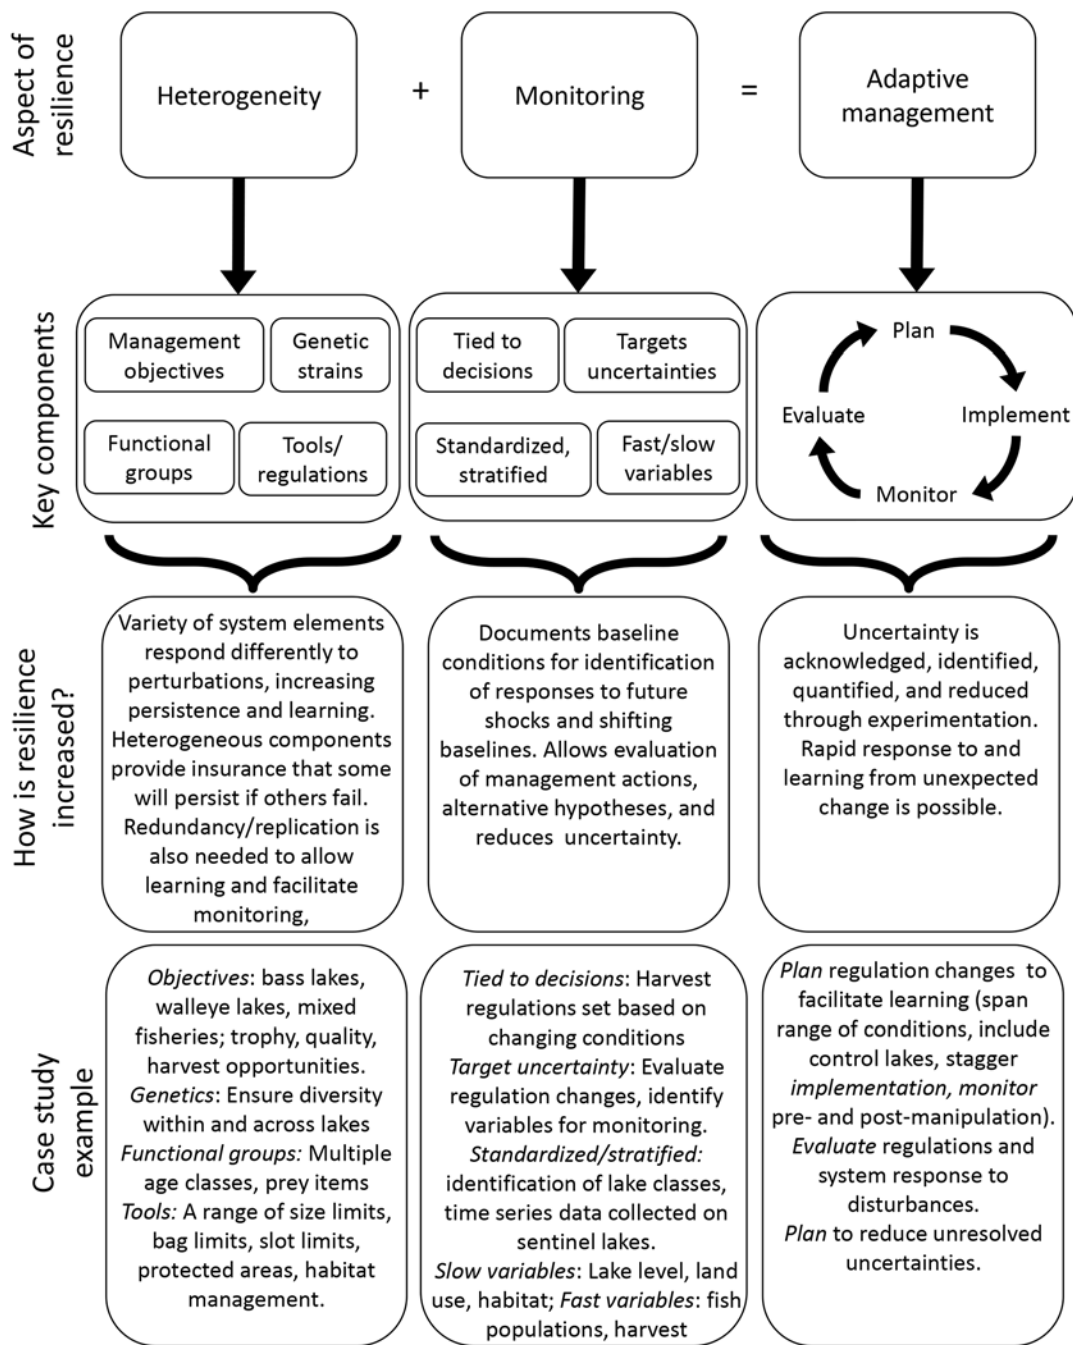 Aspect of
resilience
Heterogeneity
+
Monitoring
=
Adaptive
management
Key components
Management
objectives
Genetic
strains
Functional
groups
Tools/
regulations
Tied to
decisions
Targets
uncertainties
Standardized,
stratified
Fast/slow
variables
Plan
Implement
Monitor
Evaluate
How is resilience
increased?
Variety of system elements
respond differently to
perturbations, increasing
persistence and learning.
Heterogeneous components
provide insurance that some
will persist if others fail.
Redundancy/replication is
also needed to allow
learning and facilitate
monitoring,
Documents baseline
conditions for identification
of responses to future
shocks and shifting
baselines. Allows evaluation
of management actions,
alternative hypotheses, and
reduces uncertainty.
Uncertainty is
acknowledged, identified,
quantified, and reduced
through experimentation.
Rapid response to and
learning from unexpected
change is possible.
Case study
example
Objectives: bass lakes,
walleye lakes, mixed
fisheries; trophy, quality,
harvest opportunities.
Genetics: Ensure diversity
within and across lakes
Functional groups: Multiple
age classes, prey items
Tools: A range of size limits,
bag limits, slot limits,
protected areas, habitat
management.
Tied to decisions: Harvest
regulations set based on
changing conditions
Target uncertainty: Evaluate
regulation changes, identify
variables for monitoring.
Standardized/stratified:
identification of lake classes,
time series data collected on
sentinel lakes.
Slow variables: Lake level, land
use, habitat; Fast variables: fish
populations, harvest
Plan regulation changes to
facilitate learning (span
range of conditions, include
control lakes, stagger
implementation, monitor
pre- and post-manipulation).
Evaluate regulations and
system response to
disturbances.
Plan to reduce unresolved
uncertainties.